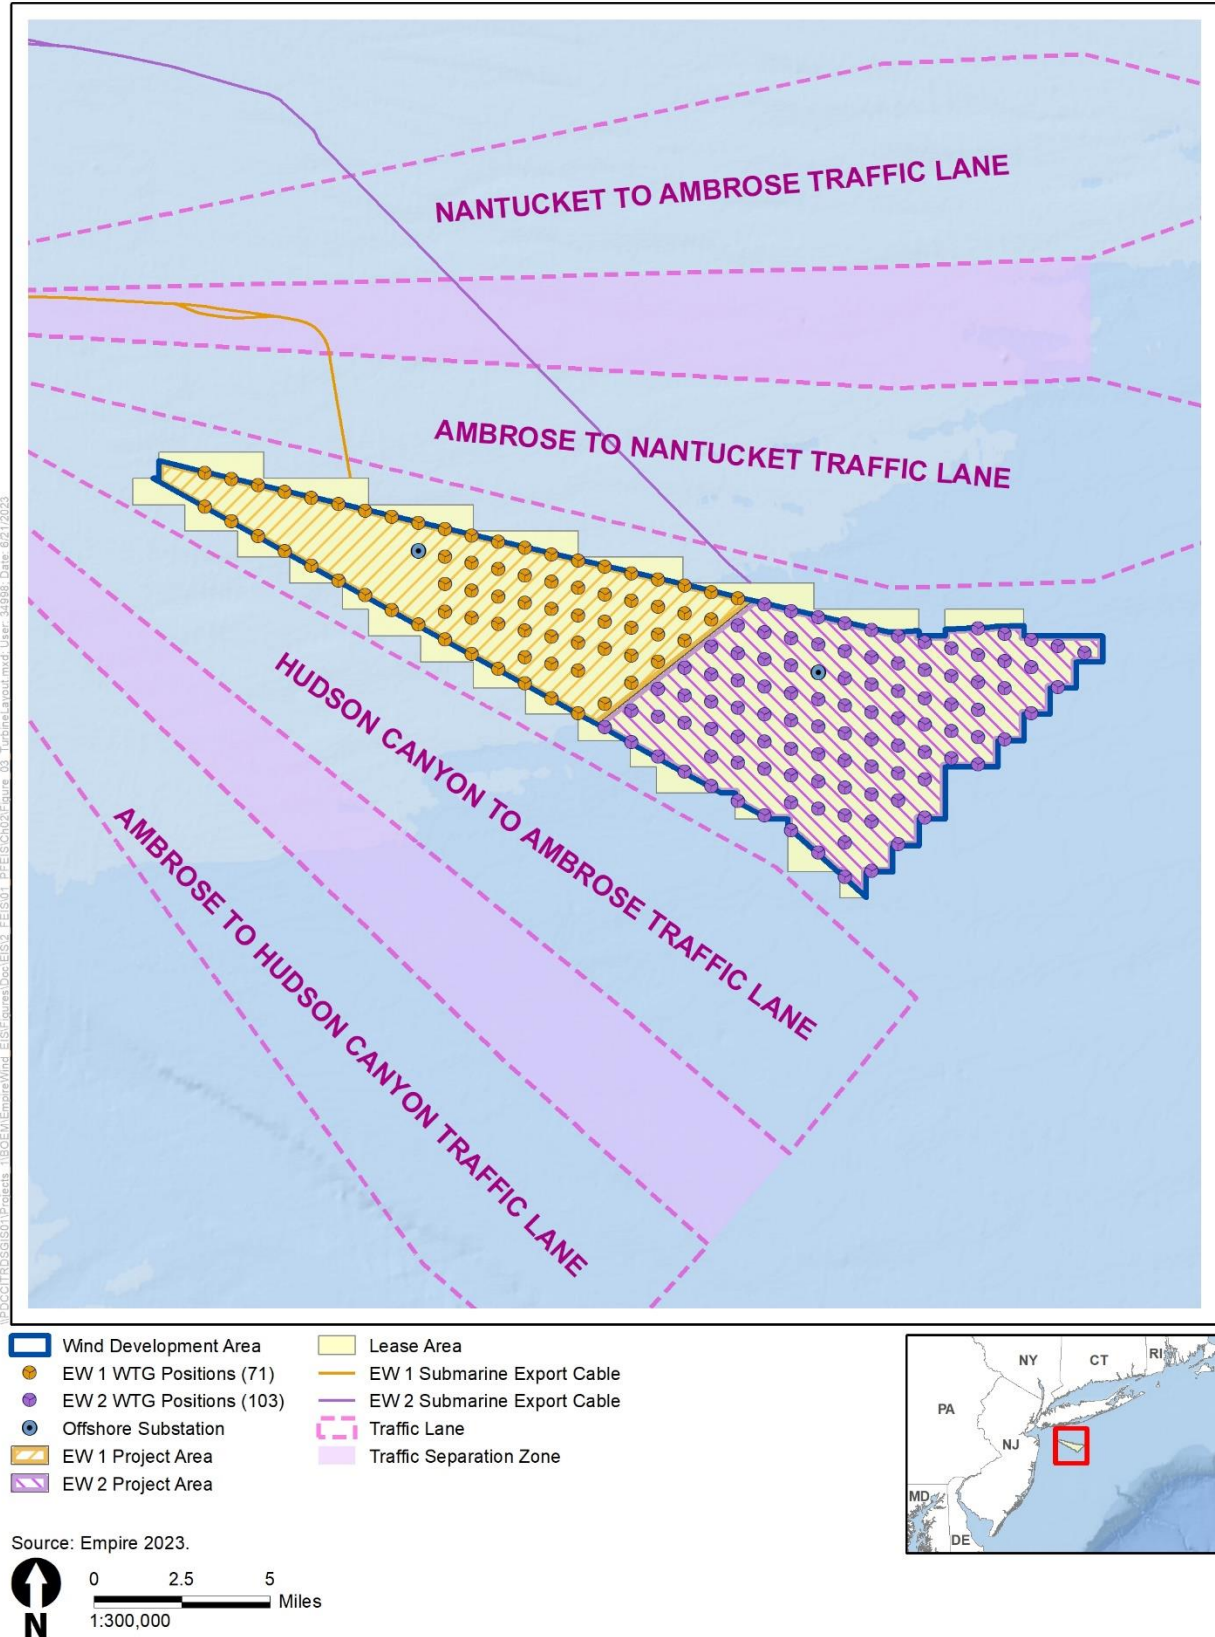 NANTUCKET TO AMBROSE TRAFFIC LANE
AMBROSE TO NANTUCKET TRAFFIC LANE
HUDSON CANYON TO AMBROSE TRAFFIC LANE
AMBROSE TO HUDSON CANYON TRAFFIC LANE
Wind Development Area
EW 1 WTG Positions (71)
EW 2 WTG Positions (103)
Offshore Substation
EW 1 Project Area
EW 2 Project Area
Lease Area
EW 1 Submarine Export Cable
EW 2 Submarine Export Cable
Traffic Lane
Traffic Separation Zone
NY
CT
RI
PA
NJ
MD
DE
Source: Empire 2023.
N
0 2.5 5
Miles
1:300,000